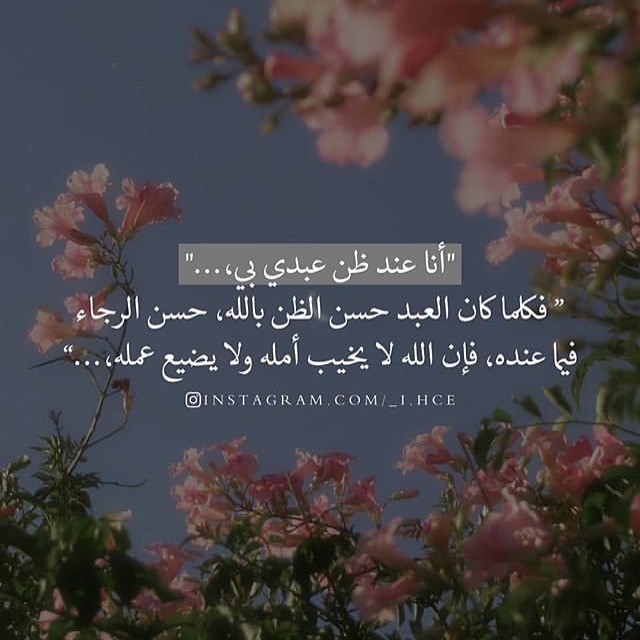 "أنا عند ظن عبدي بي،..."
” فكلما كان العبد حسن الظن بالله، حسن الرجاء
فيما عنده، فإن الله لا يخيب أمله ولا يضيع عمله،...“
INSTAGRAM.COM/_I.HCE